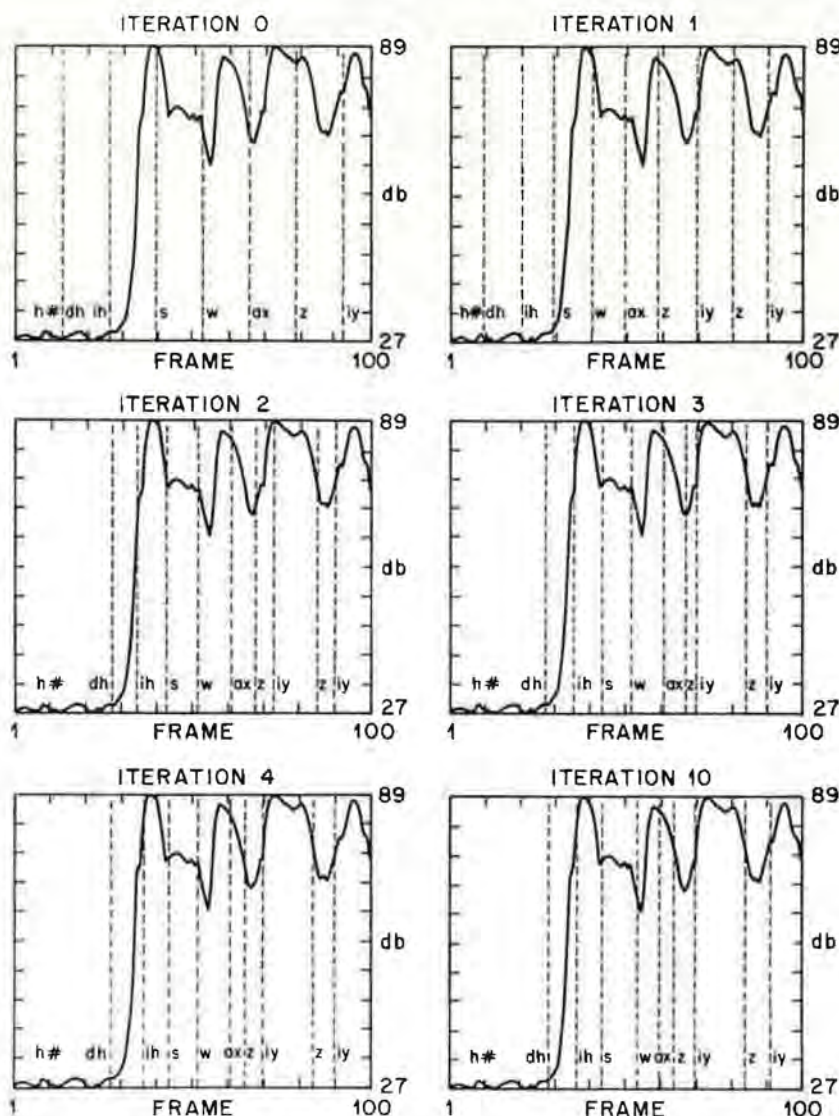 ITERATION 0
89
db
h# dh ih s w ax z iy
27
1 FRAME 100
ITERATION 1
89
db
h# dh ih s w ax z iy z iy
27
1 FRAME 100
ITERATION 2
89
db
h# dh ih s w ax z iy z iy
27
1 FRAME 100
ITERATION 3
89
db
h# dh ih s w ax z iy z iy
27
1 FRAME 100
ITERATION 4
89
db
h# dh ih s w ax z iy z iy
27
1 FRAME 100
ITERATION 10
89
db
h# dh ih s w ax z iy z iy
27
1 FRAME 100